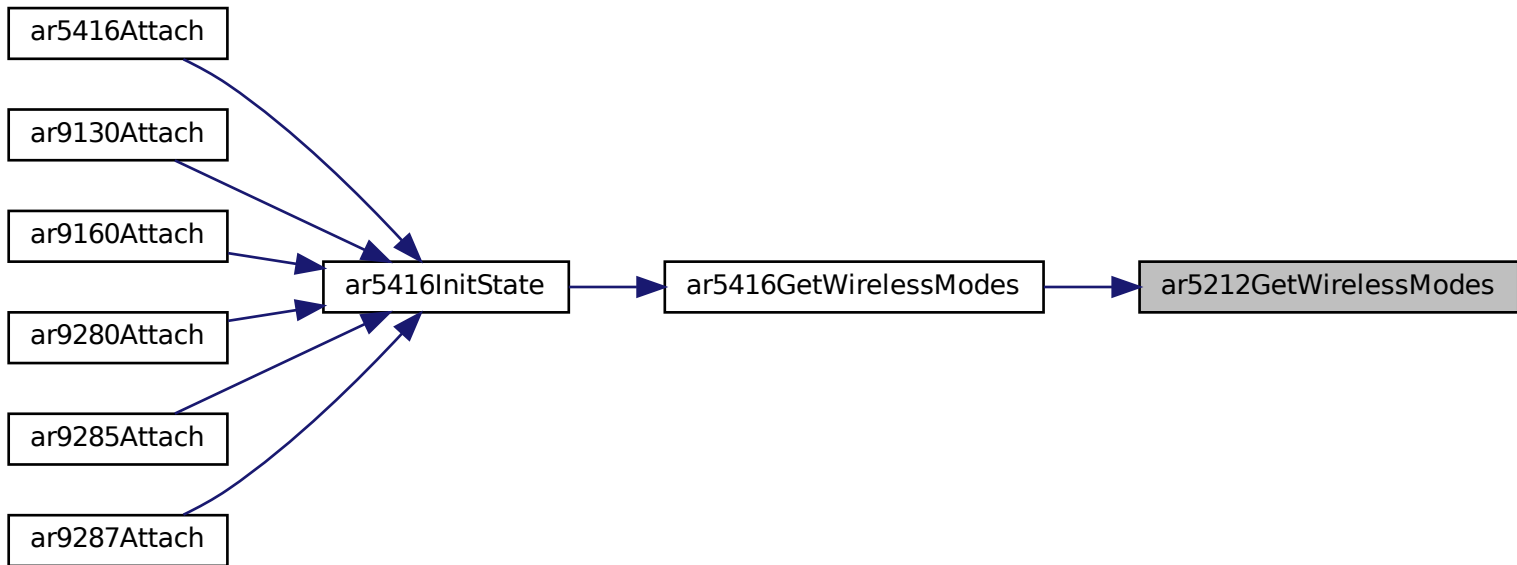 ar5416Attach
ar9130Attach
ar9160Attach
ar9280Attach
ar9285Attach
ar9287Attach
ar5416InitState
ar5416GetWirelessModes
ar5212GetWirelessModes